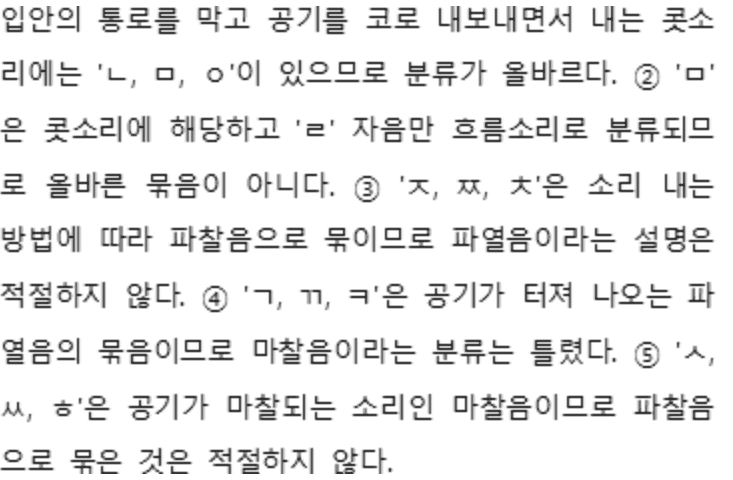 입안의 통로를 막고 공기를 코로 내보내면서 내는 콧소
리에는 'ㄴ, ㅁ, ㅇ'이 있으므로 분류가 올바르다. ② 'ㅁ'
은 콧소리에 해당하고 'ㄹ' 자음만 흐름소리로 분류되므
로 올바른 묶음이 아니다. ③ 'ㅈ, ㅉ, ㅊ'은 소리 내는
방법에 따라 파찰음으로 묶이므로 파열음이라는 설명은
적절하지 않다. ④ 'ㄱ, ㄲ, ㅋ'은 공기가 터져 나오는 파
열음의 묶음이므로 마찰음이라는 분류는 틀렸다. ⑤ 'ㅅ,
ㅆ, ㅎ'은 공기가 마찰되는 소리인 마찰음이므로 파찰음
으로 묶은 것은 적절하지 않다.